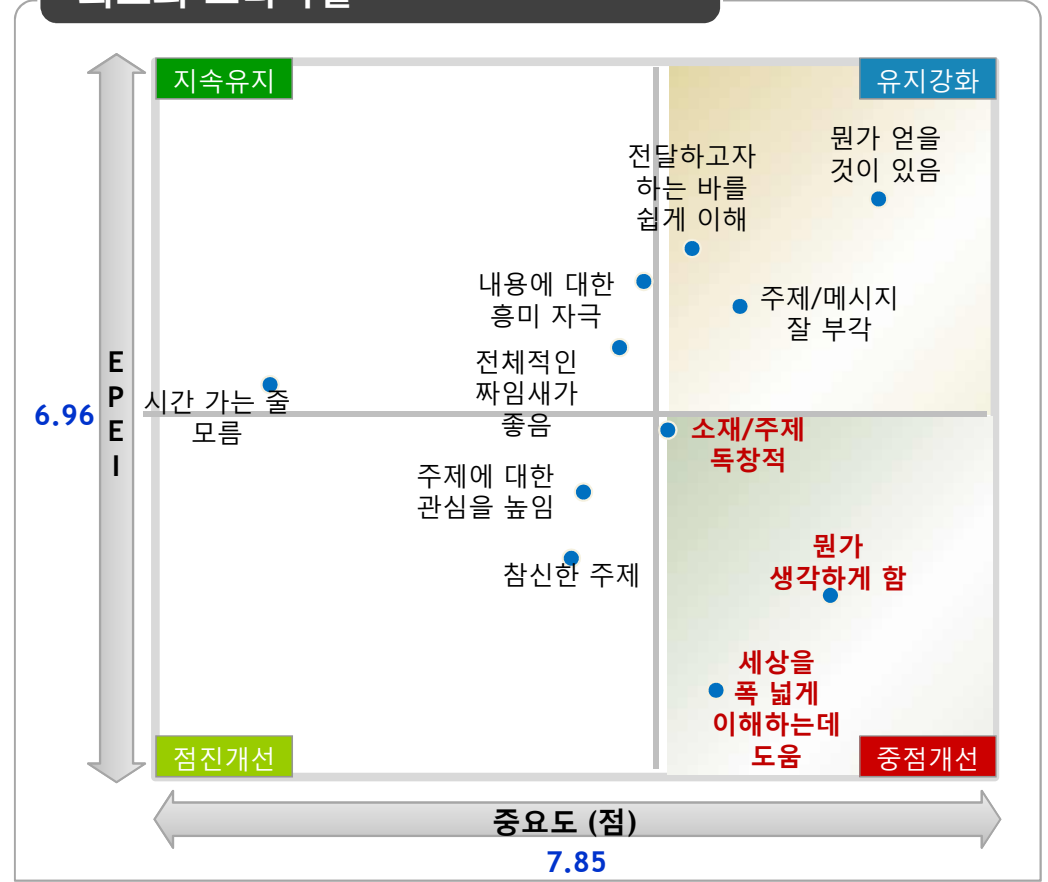 지속유지
유지강화
뭔가 얻을
것이 있음
전달하고자
하는 바를
쉽게 이해
내용에 대한
흥미 자극
주제/메시지
잘 부각
전체적인
짜임새가
좋음
시간 가는 줄
모름
E
P
E
I
6.96
소재/주제
독창적
주제에 대한
관심을 높임
참신한 주제
뭔가
생각하게 함
세상을
폭 넓게
이해하는데
도움
점진개선
중점개선
중요도 (점)
7.85